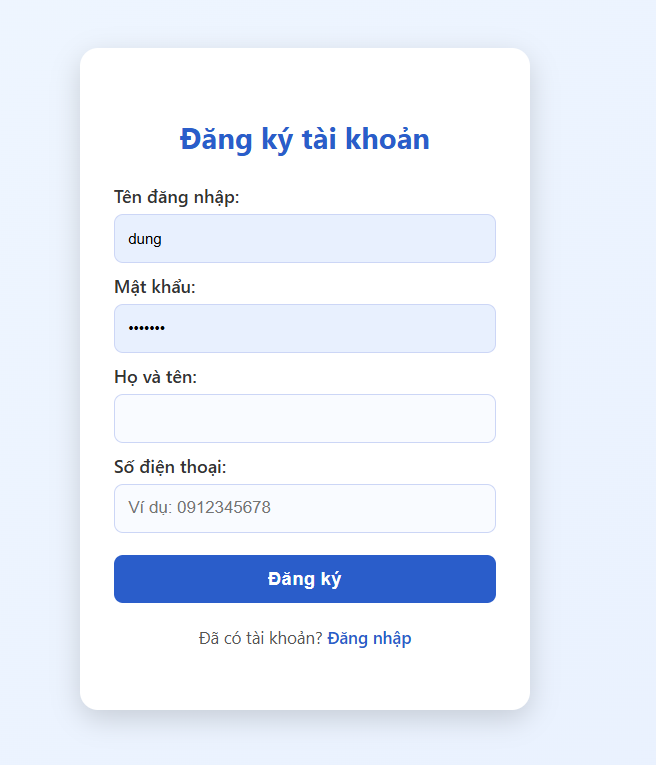 Đăng ký tài khoản
Tên đăng nhập:
dung
Mật khẩu:
•••••••
Họ và tên:
Số điện thoại:
Ví dụ: 0912345678
Đăng ký
Đã có tài khoản? Đăng nhập